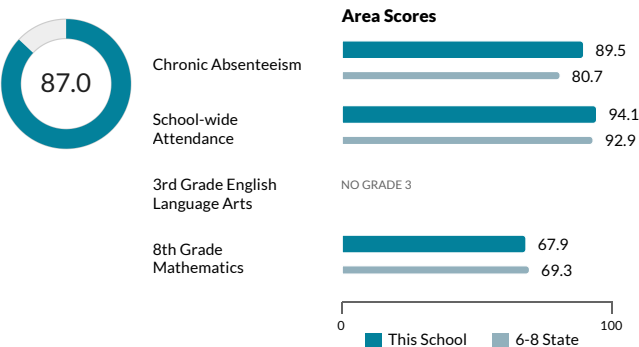 Area Scores
87.0
Chronic Absenteeism
89.5
80.7
School-wide
Attendance
94.1
92.9
3rd Grade English
Language Arts
NO GRADE 3
8th Grade
Mathematics
67.9
69.3
0
100
This School
6-8 State